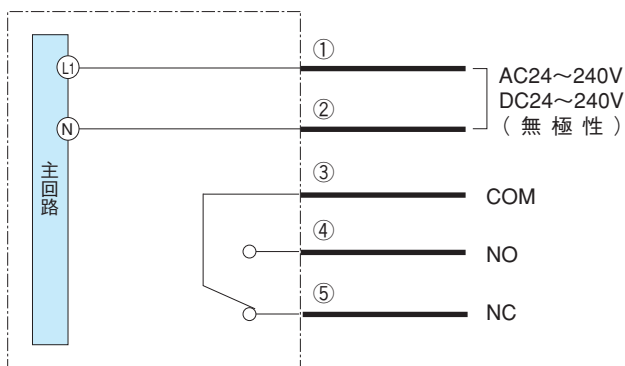 ①
L1
AC24～240V
DC24～240V
（無極性）
②
N
主回路
③
COM
④
NO
⑤
NC